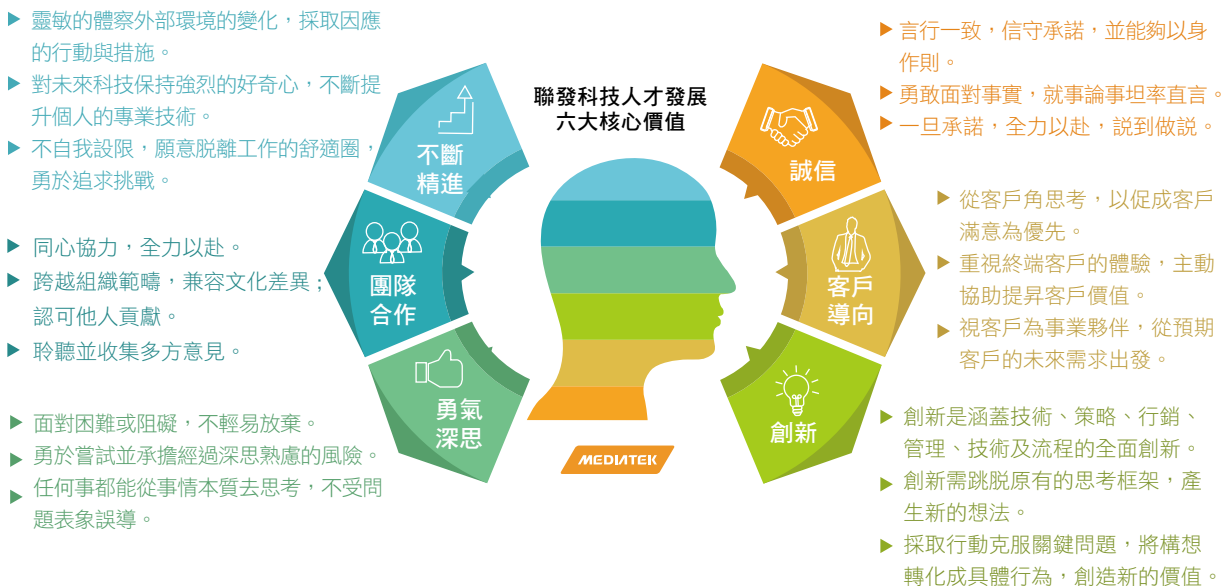 聯發科技人才發展
六大核心價值
靈敏的體察外部環境的變化，採取因應
的行動與措施。
對未來科技保持強烈的好奇心，不斷提
升個人的專業技術。
不自我設限，願意脱離工作的舒適圈，
勇於追求挑戰。
不斷
精進
同心協力，全力以赴。
跨越組織範疇，兼容文化差異；
認可他人貢獻。
聆聽並收集多方意見。
團隊
合作
面對困難或阻礙，不輕易放棄。
勇於嘗試並承擔經過深思熟慮的風險。
任何事都能從事情本質去思考，不受問
題表象誤導。
勇氣
深思
MEDIATEK
誠信
言行一致，信守承諾，並能夠以身
作則。
勇敢面對事實，就事論事坦率直言。
一旦承諾，全力以赴，説到做説。
客戶
導向
從客戶角思考，以促成客戶
滿意為優先。
重視終端客戶的體驗，主動
協助提昇客戶價值。
視客戶為事業夥伴，從預期
客戶的未來需求出發。
創新
創新是涵蓋技術、策略、行銷、
管理、技術及流程的全面創新。
創新需跳脱原有的思考框架，產
生新的想法。
採取行動克服關鍵問題，將構想
轉化成具體行為，創造新的價值。